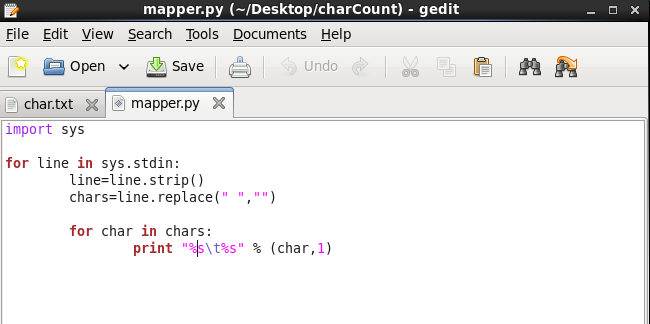 mapper.py (~/Desktop/charCount) - gedit
File Edit View Search Tools Documents Help
New Open Save Undo
char.txt mapper.py
import sys
for line in sys.stdin:
        line=line.strip()
        chars=line.replace(" ","")
        for char in chars:
                print "%s\t%s" % (char,1)